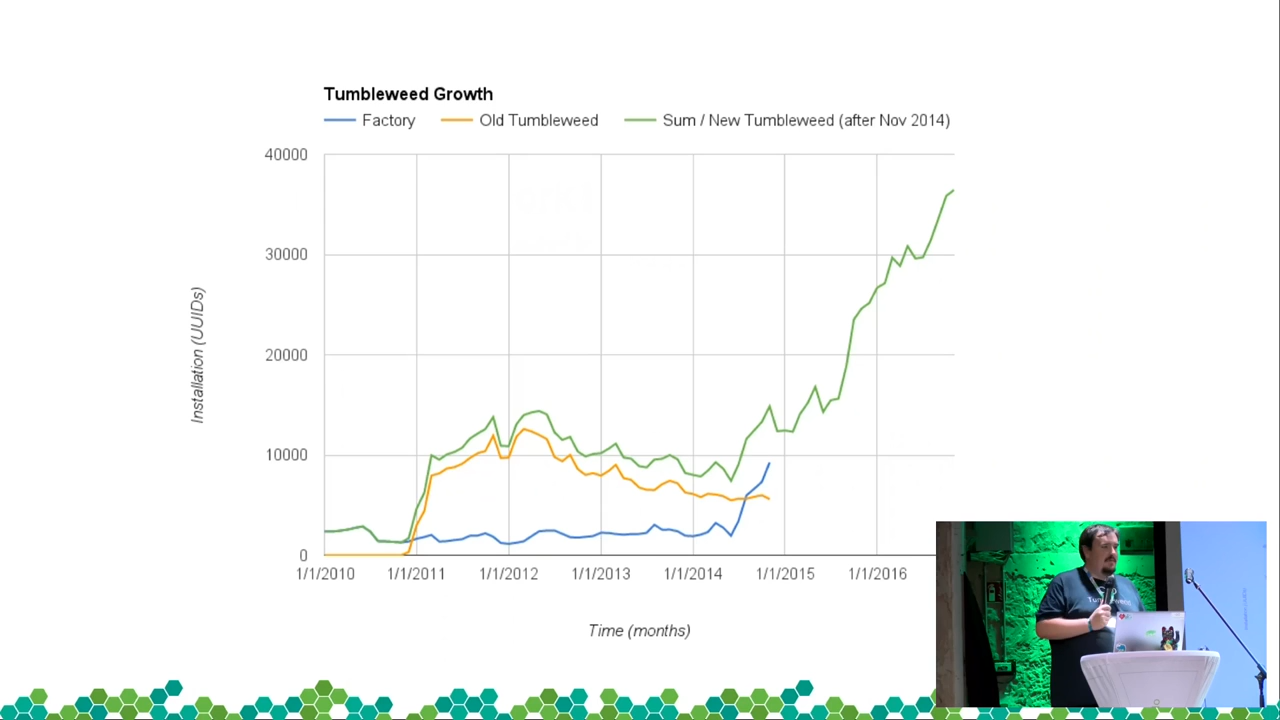 Tumbleweed Growth
Factory Old Tumbleweed Sum / New Tumbleweed (after Nov 2014)
40000
30000
20000
10000
0
Installation (UUIDs)
1/1/2010 1/1/2011 1/1/2012 1/1/2013 1/1/2014 1/1/2015 1/1/2016
Time (months)